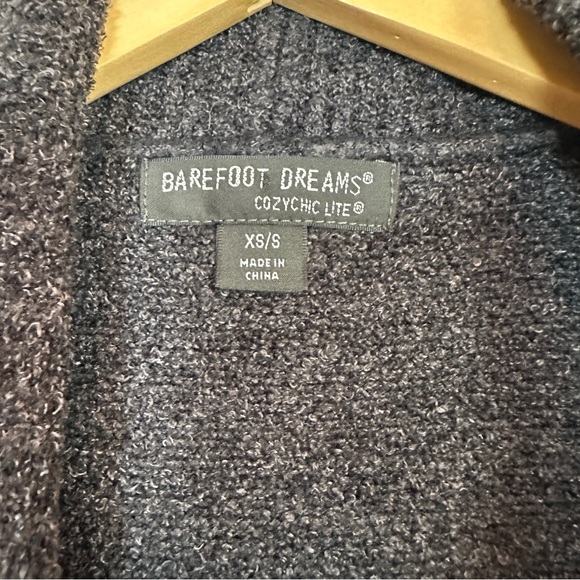 BAREFOOT DREAMS®
COZYCHIC LITE®
XS/S
MADE IN
CHINA